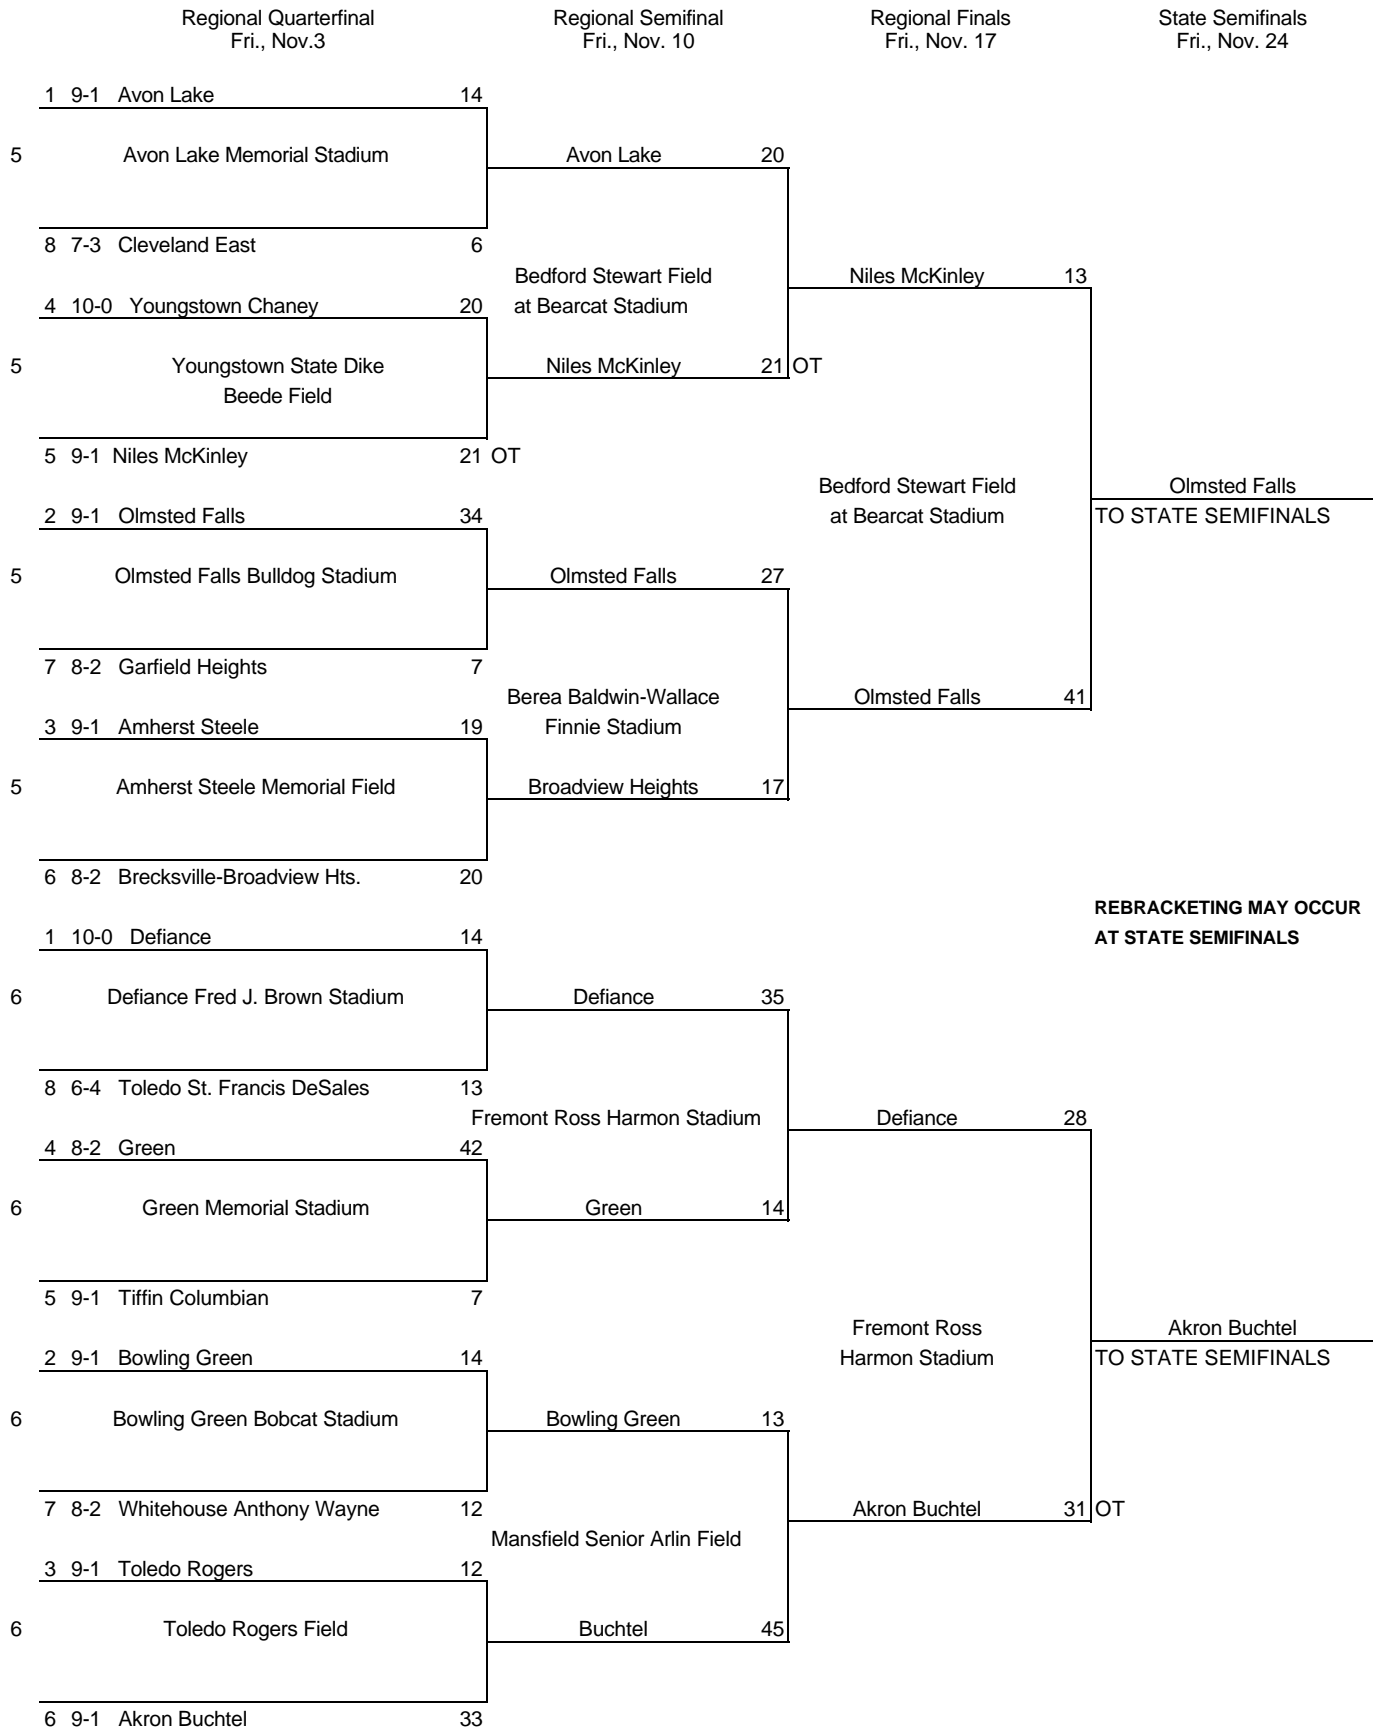 Regional Quarterfinal Regional Semifinal Regional Finals State Semifinals
Fri., Nov.3 Fri., Nov. 10 Fri., Nov. 17 Fri., Nov. 24
1 9-1 Avon Lake 14
5 Avon Lake Memorial Stadium Avon Lake 20
8 7-3 Cleveland East 6
Bedford Stewart Field Niles McKinley 13
4 10-0 Youngstown Chaney 20 at Bearcat Stadium
5 Youngstown State Dike Niles McKinley 21 OT
Beede Field
5 9-1 Niles McKinley 21 OT
Bedford Stewart Field Olmsted Falls
2 9-1 Olmsted Falls 34 at Bearcat Stadium TO STATE SEMIFINALS
5 Olmsted Falls Bulldog Stadium Olmsted Falls 27
7 8-2 Garfield Heights 7
Berea Baldwin-Wallace Olmsted Falls 41
3 9-1 Amherst Steele 19 Finnie Stadium
5 Amherst Steele Memorial Field Broadview Heights 17
6 8-2 Brecksville-Broadview Hts. 20
REBRACKETING MAY OCCUR
1 10-0 Defiance 14 AT STATE SEMIFINALS
6 Defiance Fred J. Brown Stadium Defiance 35
8 6-4 Toledo St. Francis DeSales 13
Fremont Ross Harmon Stadium Defiance 28
4 8-2 Green 42
6 Green Memorial Stadium Green 14
5 9-1 Tiffin Columbian 7
Fremont Ross Akron Buchtel
2 9-1 Bowling Green 14 Harmon Stadium TO STATE SEMIFINALS
6 Bowling Green Bobcat Stadium Bowling Green 13
7 8-2 Whitehouse Anthony Wayne 12 Akron Buchtel 31 OT
Mansfield Senior Arlin Field
3 9-1 Toledo Rogers 12
6 Toledo Rogers Field Buchtel 45
6 9-1 Akron Buchtel 33